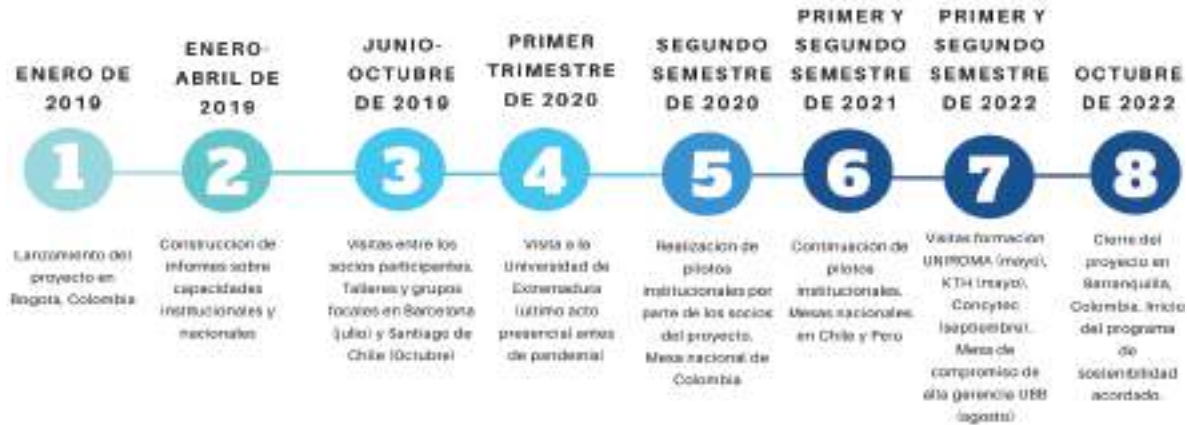 ENERO DE
2019
1
Lanzamiento del
proyecto en
Bogota, Colombia
ENERO-
ABRIL DE
2019
2
Construccion de
informes sobre
capacidades
institucionales y
nacionales
JUNIO-
OCTUBRE
DE 2019
3
Visitas entre los
socios participantes.
Talleres y grupos
focales en Barcelona
(julio) y Santiago de
Chile (Octubre)
PRIMER
TRIMESTRE
DE 2020
4
Visita a la
Universidad de
Extremadura
(ultimo acto
presencial antes
de pandemia)
SEGUNDO
SEMESTRE
DE 2020
5
Realizacion de
pilotos
institucionales por
parte de los socios
del proyecto.
Mesa nacional de
Colombia
PRIMER Y
SEGUNDO
SEMESTRE
DE 2021
6
Continuacion de
pilotos
institucionales.
Mesas nacionales
en Chile y Peru
PRIMER Y
SEGUNDO
SEMESTRE
DE 2022
7
Visitas formación
UNIROMA (mayo),
KTH (mayo),
Concytec
(septiembre).
Mesa de
compromiso de
alta gerencia UBB
(agosto)
OCTUBRE
DE 2022
8
Cierre del
proyecto en
Barranquilla,
Colombia. Inicio
del programa
de
sostenibilidad
acordado.